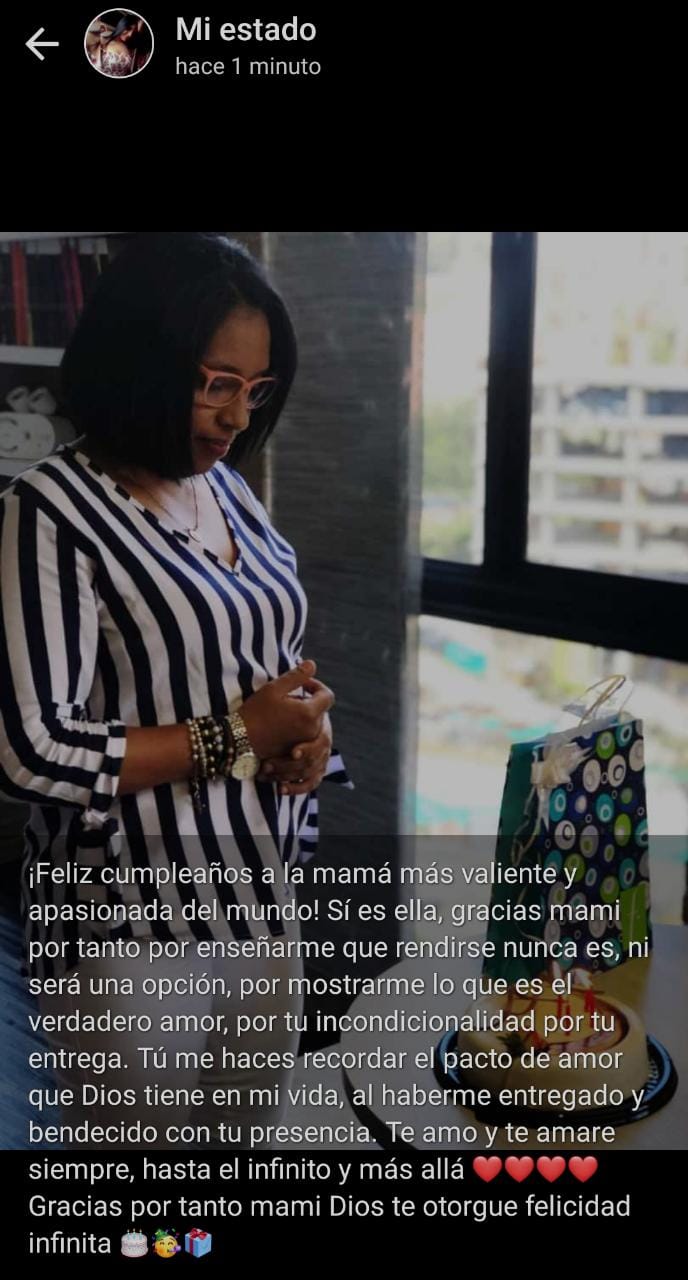 Mi estado
hace 1 minuto
¡Feliz cumpleaños a la mamá más valiente y
apasionada del mundo! Sí es ella, gracias mami
por tanto por enseñarme que rendirse nunca es, ni
será una opción, por mostrarme lo que es el
verdadero amor, por tu incondicionalidad por tu
entrega. Tú me haces recordar el pacto de amor
que Dios tiene en mi vida, al haberme entregado y
bendecido con tu presencia. Te amo y te amare
siempre, hasta el infinito y más allá ❤️❤️❤️❤️
Gracias por tanto mami Dios te otorgue felicidad
infinita 🎂🥳🎁